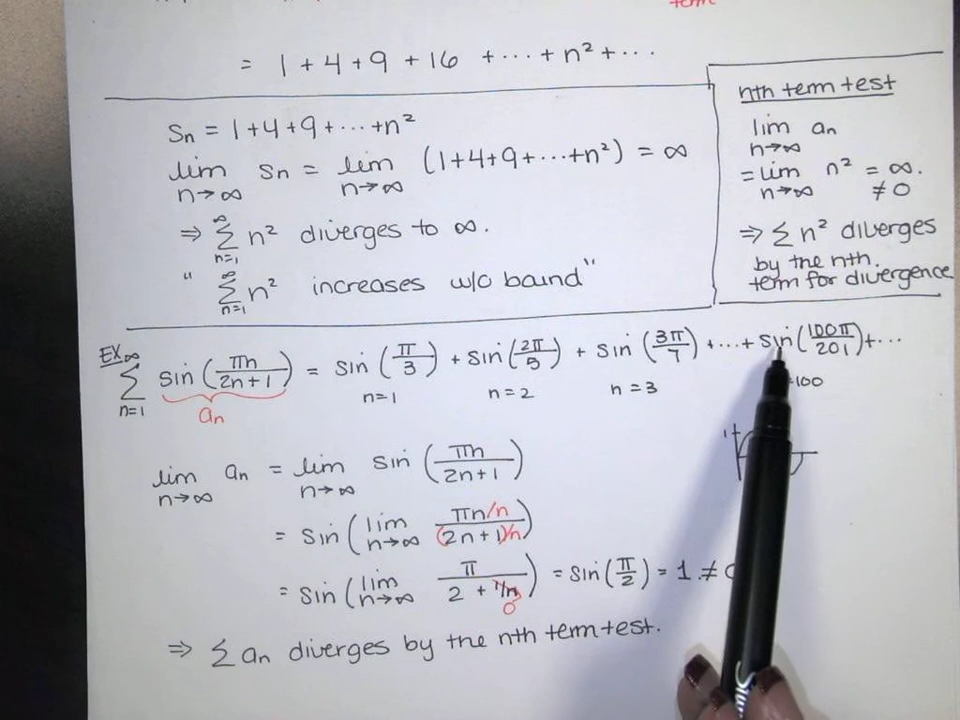 term
= 1 + 4 + 9 + 16 + ... + n² + ...
Sn = 1+4+9+...+n²
lim n→∞ Sn = lim n→∞ (1+4+9+...+n²) = ∞
⇒ ∞ Σ n=1 n² diverges to ∞.
" ∞ Σ n=1 n² increases w/o bound"
nth term test
lim n→∞ an
= lim n→∞ n² = ∞.
≠ 0
⇒ Σ n² diverges
by the nth.
term for divergence
EX ∞ Σ n=1 sin (πn/2n+1) = sin (π/3) + sin (2π/5) + sin (3π/7) + ... + sin (100π/201) + ...
an n=1 n=2 n=3 100
1
lim n→∞ an = lim n→∞ sin (πn/2n+1)
= sin (lim n→∞ πn/n / (2n+1)/n)
= sin (lim n→∞ π / 2 + 1/n 0) = sin (π/2) = 1 ≠
⇒ Σ an diverges by the nth term test.